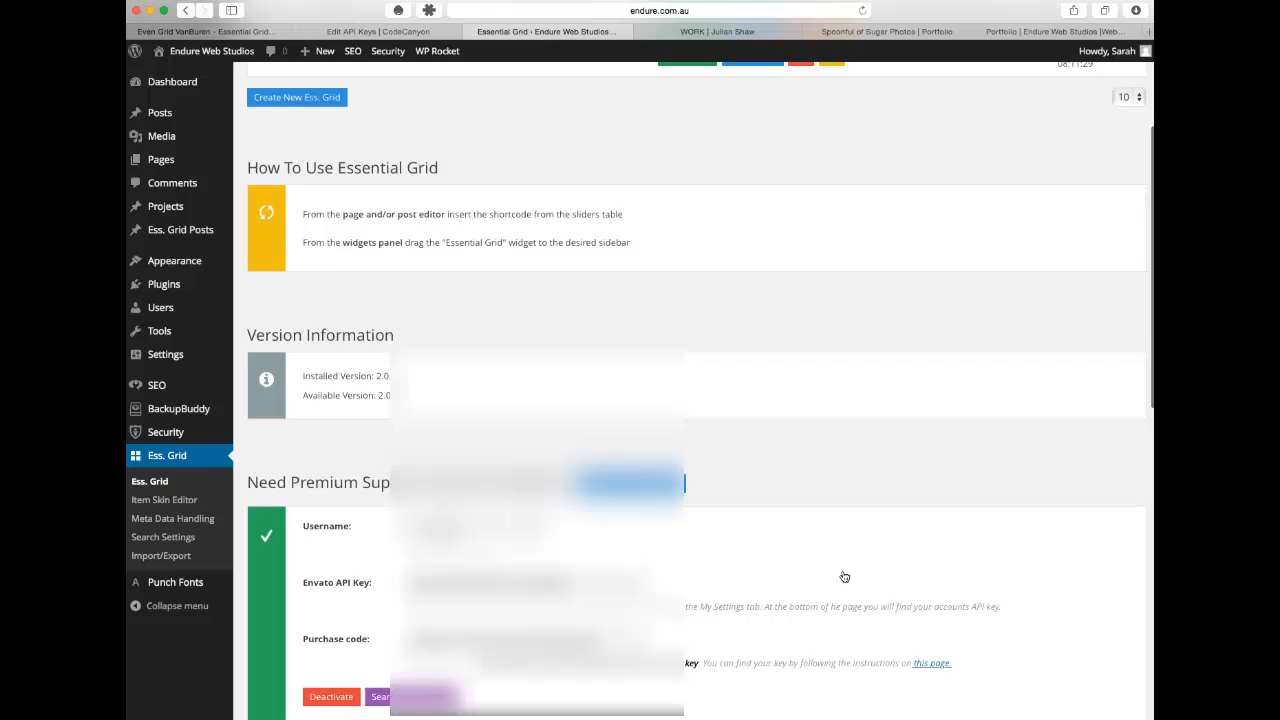 endure.com.au
Even Grid VanBuren - Essential Grid...
Edit API Keys | CodeCanyon
Essential Grid ‹ Endure Web Studios...
WORK | Julian Shaw
Spoonful of Sugar Photos | Portfolio
Portfolio | Endure Web Studios |Web...
Endure Web Studios
0
New
SEO
Security
WP Rocket
Howdy, Sarah
Dashboard
Posts
Media
Pages
Comments
Projects
Ess. Grid Posts
Appearance
Plugins
Users
Tools
Settings
SEO
BackupBuddy
Security
Ess. Grid
Ess. Grid
Item Skin Editor
Meta Data Handling
Search Settings
Import/Export
Punch Fonts
Collapse menu
08:11:29
Create New Ess. Grid
10
How To Use Essential Grid
From the page and/or post editor insert the shortcode from the sliders table
From the widgets panel drag the "Essential Grid" widget to the desired sidebar
Version Information
Installed Version: 2.0
Available Version: 2.0
Need Premium Sup
Username:
Envato API Key:
the My Settings tab. At the bottom of he page you will find your accounts API key.
Purchase code:
key. You can find your key by following the instructions on this page.
Deactivate
Sear